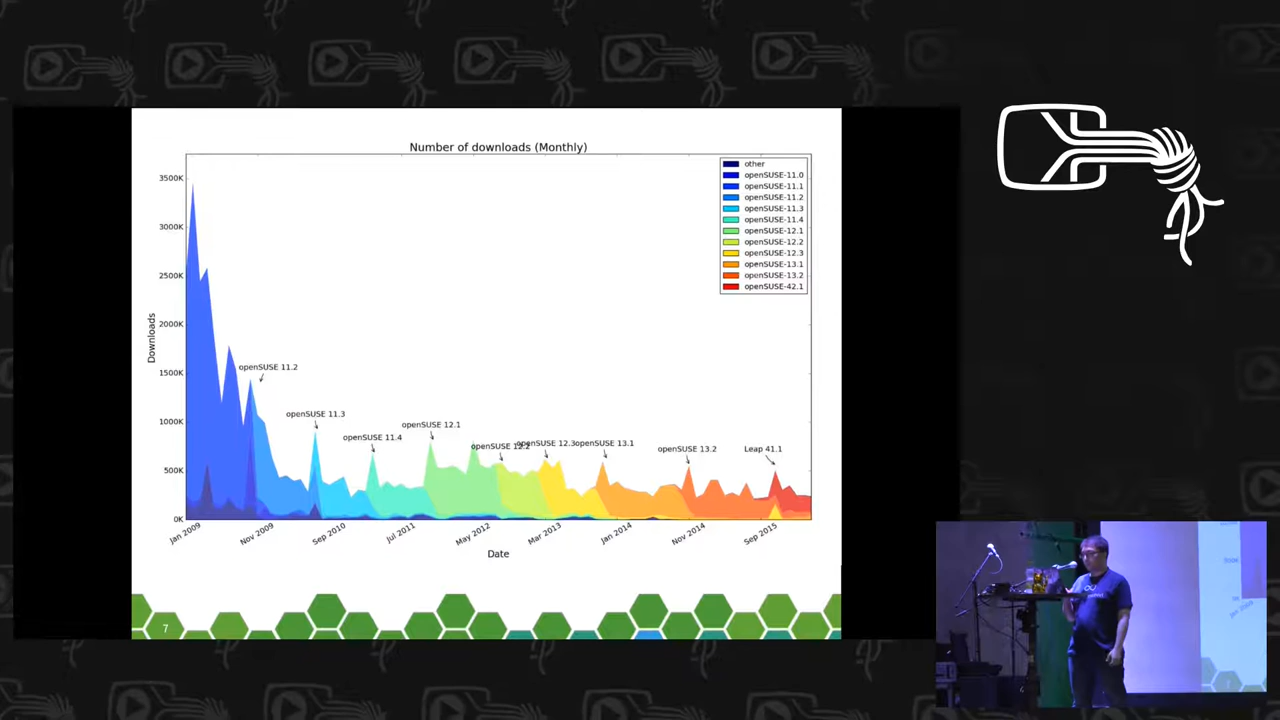 Number of downloads (Monthly)
other
openSUSE-11.0
openSUSE-11.1
openSUSE-11.2
openSUSE-11.3
openSUSE-11.4
openSUSE-12.1
openSUSE-12.2
openSUSE-12.3
openSUSE-13.1
openSUSE-13.2
openSUSE-42.1
3500K
3000K
2500K
2000K
1500K
1000K
500K
0K
Downloads
openSUSE 11.2
openSUSE 11.3
openSUSE 11.4
openSUSE 12.1
openSUSE 12.2
openSUSE 12.3
openSUSE 13.1
openSUSE 13.2
Leap 41.1
Jan 2009
Nov 2009
Sep 2010
Jul 2011
May 2012
Mar 2013
Jan 2014
Nov 2014
Sep 2015
Date
7